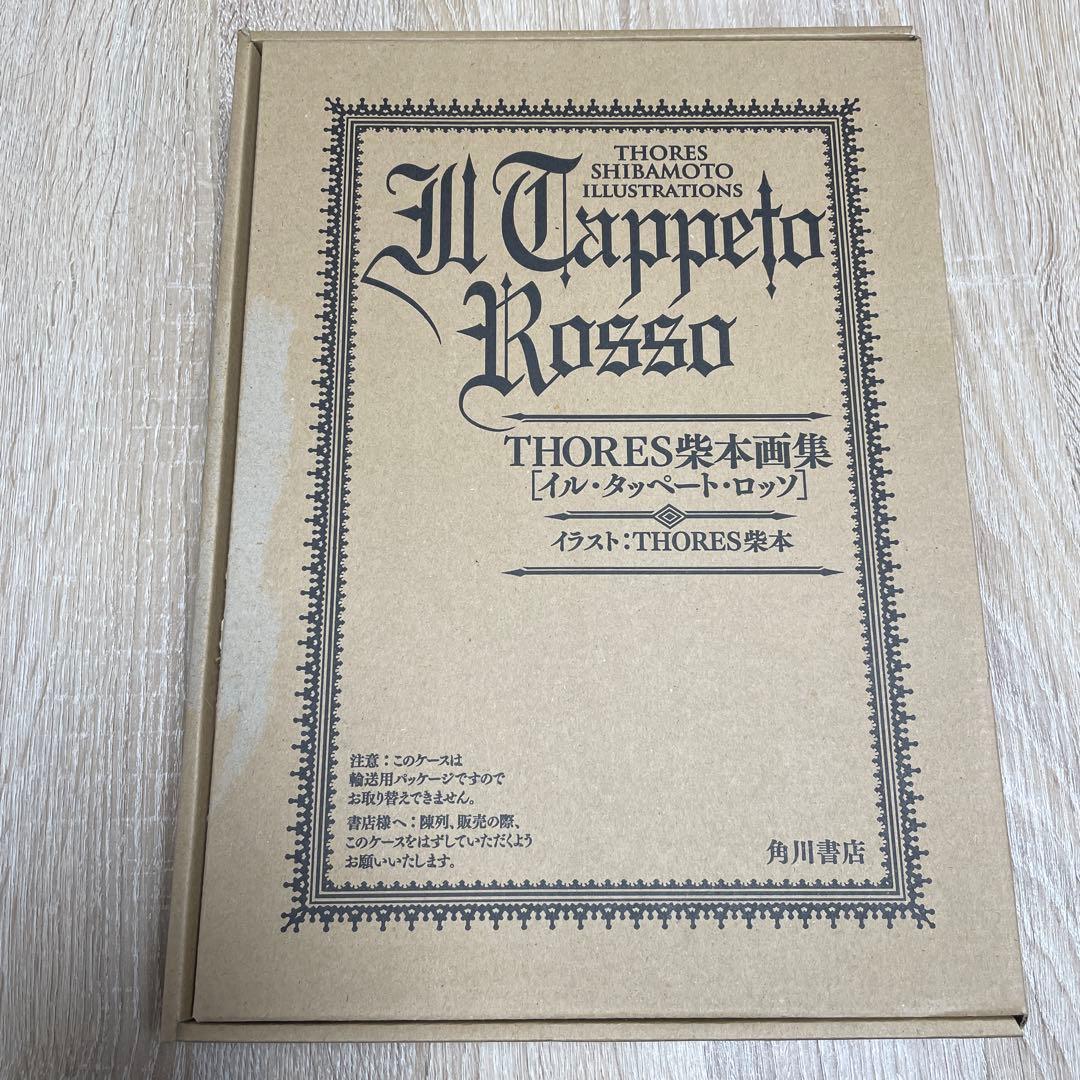 THORES
SHIBAMOTO
ILLUSTRATIONS
Il Tappeto
Rosso
THORES柴本画集
[イル・タッペート・ロッソ]
イラスト：THORES柴本
注意：このケースは
輸送用パッケージですので
お取り替えできません。
書店様へ：陳列、販売の際、
このケースをはずしていただくよう
お願いいたします。
角川書店